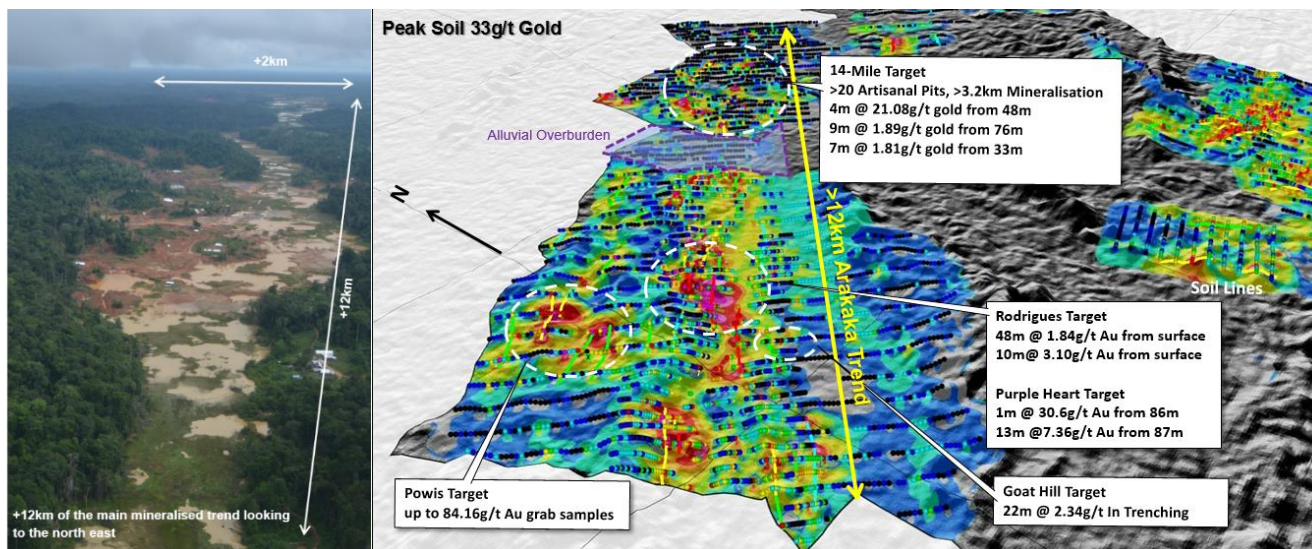 +2km
+12km
+12km of the main mineralised trend looking
to the north east
Peak Soil 33g/t Gold
Alluvial Overburden
N
14-Mile Target
>20 Artisanal Pits, >3.2km Mineralisation
4m @ 21.08g/t gold from 48m
9m @ 1.89g/t gold from 76m
7m @ 1.81g/t gold from 33m
>12km Arakaka Trend
Soil Lines
Rodrigues Target
48m @ 1.84g/t Au from surface
10m@ 3.10g/t Au from surface
Purple Heart Target
1m @ 30.6g/t Au from 86m
13m @7.36g/t Au from 87m
Powis Target
up to 84.16g/t Au grab samples
Goat Hill Target
22m @ 2.34g/t In Trenching